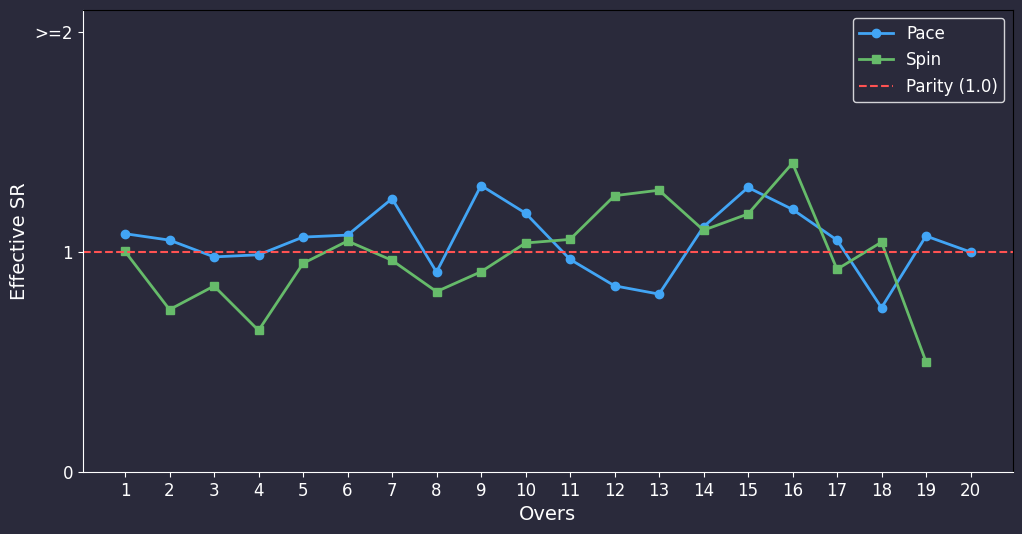 >=2
1
0
Effective SR
Pace
Spin
Parity (1.0)
1 2 3 4 5 6 7 8 9 10 11 12 13 14 15 16 17 18 19 20
Overs